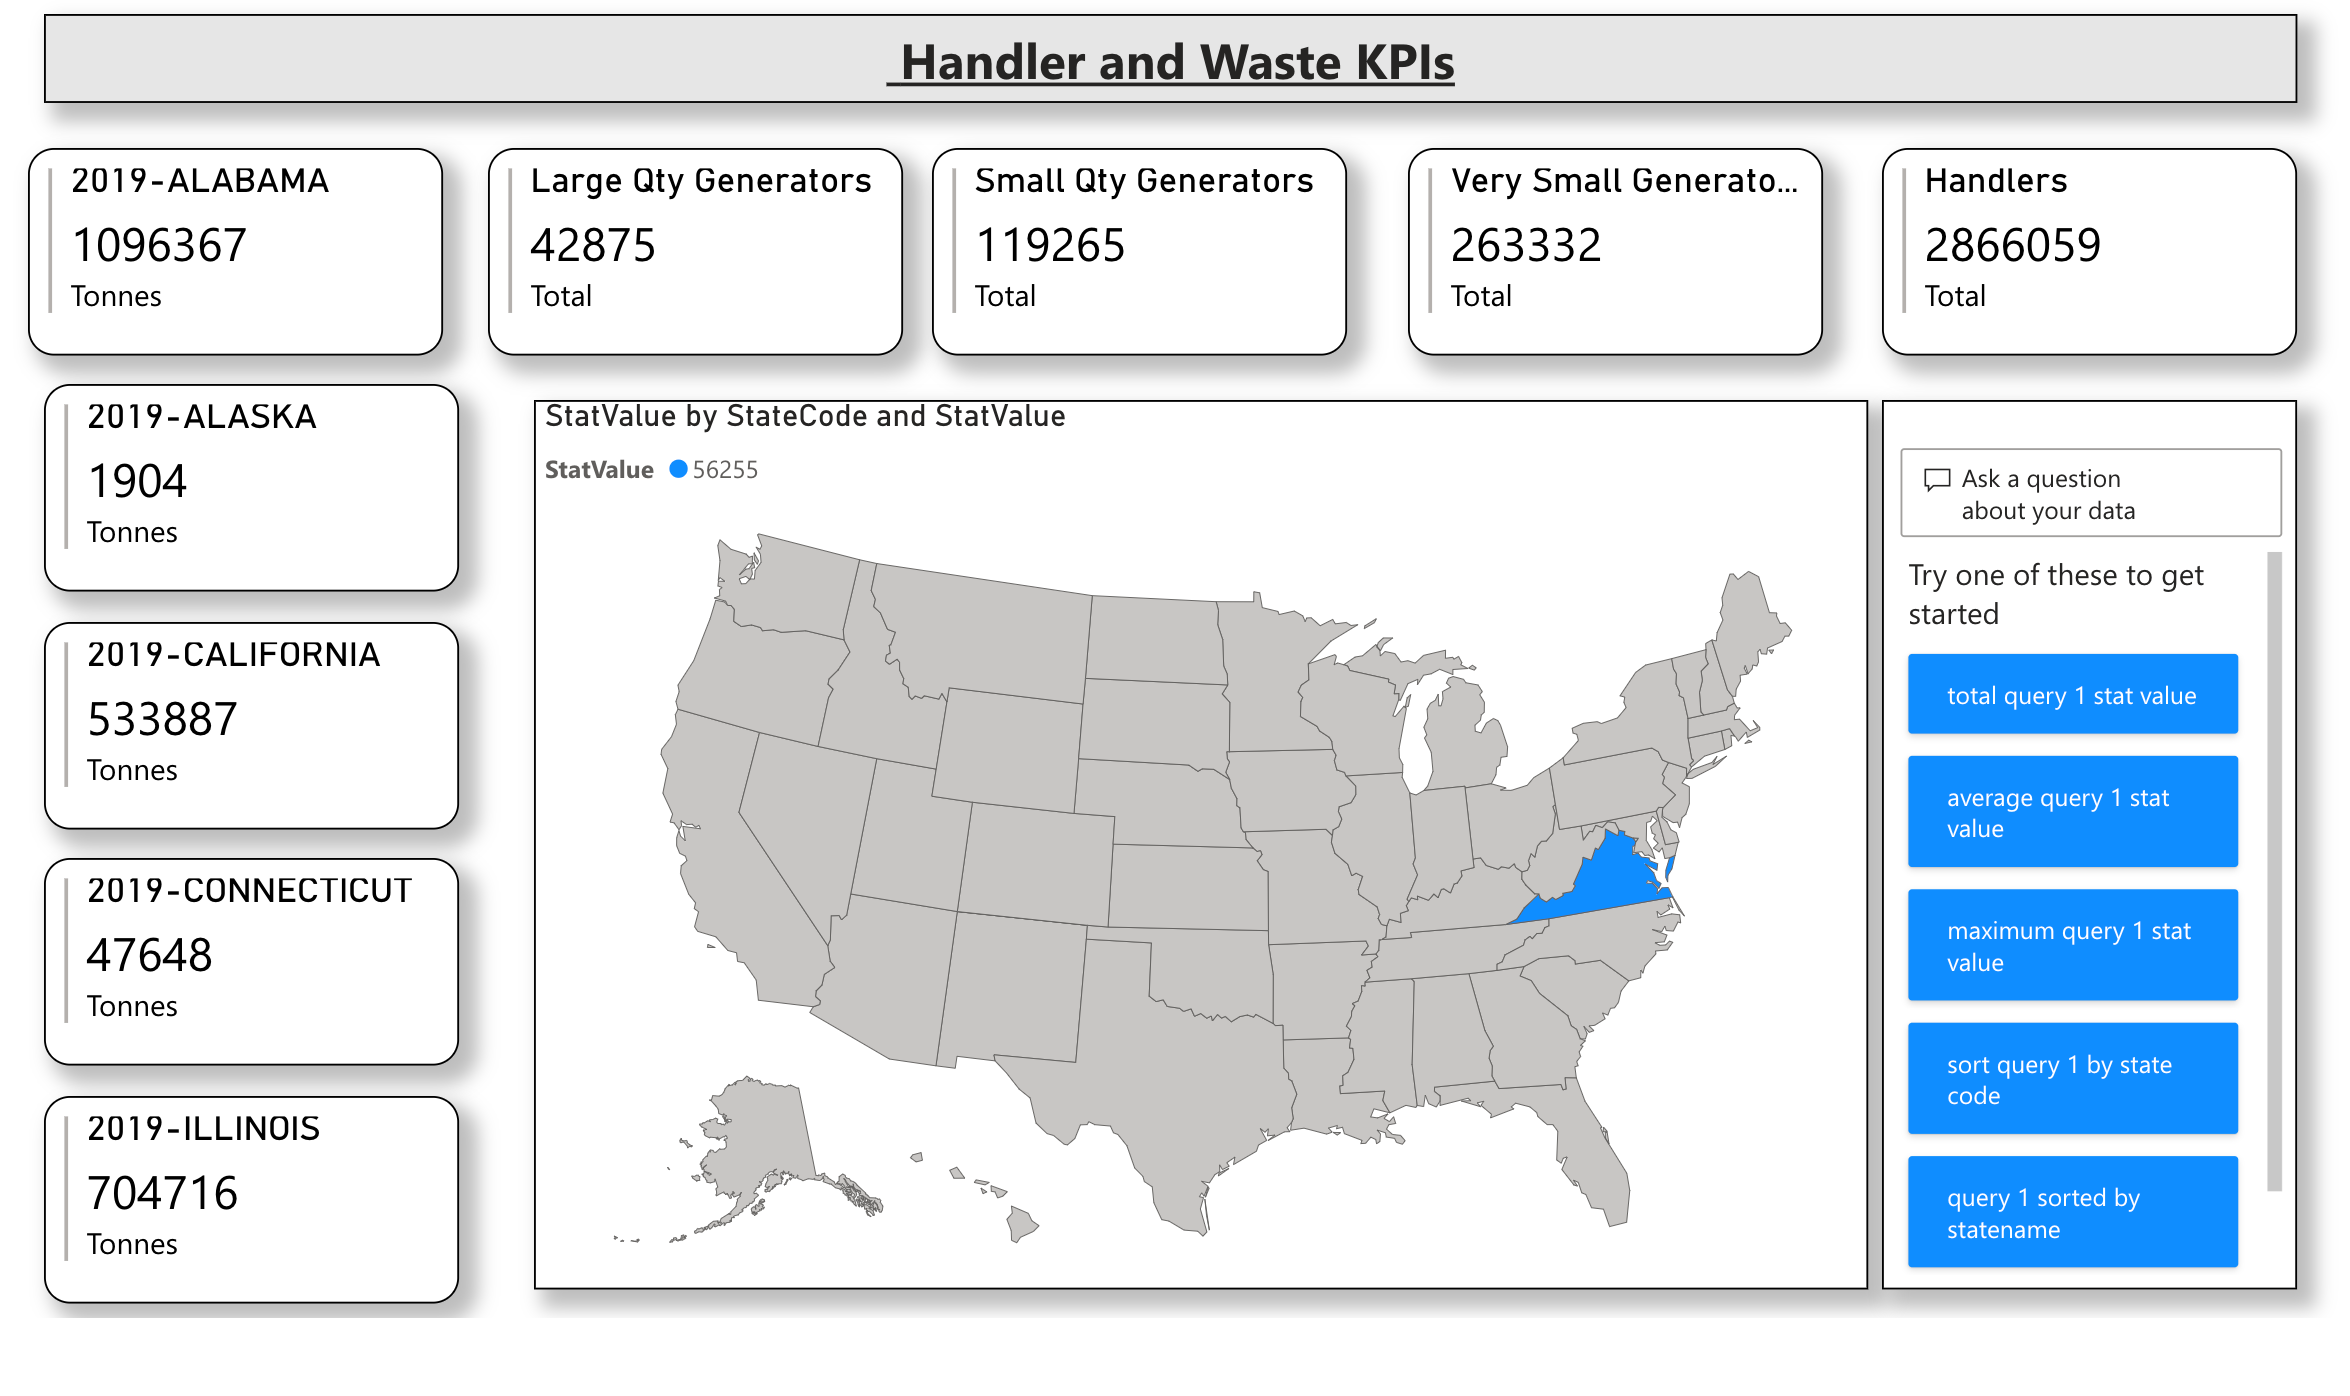 Handler and Waste KPIs
2019-ALABAMA
1096367
Tonnes
Large Qty Generators
42875
Total
Small Qty Generators
119265
Total
Very Small Generato...
263332
Total
Handlers
2866059
Total
2019-ALASKA
1904
Tonnes
2019-CALIFORNIA
533887
Tonnes
2019-CONNECTICUT
47648
Tonnes
2019-ILLINOIS
704716
Tonnes
StatValue by StateCode and StatValue
StatValue 56255
Ask a question
about your data
Try one of these to get
started
total query 1 stat value
average query 1 stat
value
maximum query 1 stat
value
sort query 1 by state
code
query 1 sorted by
statename